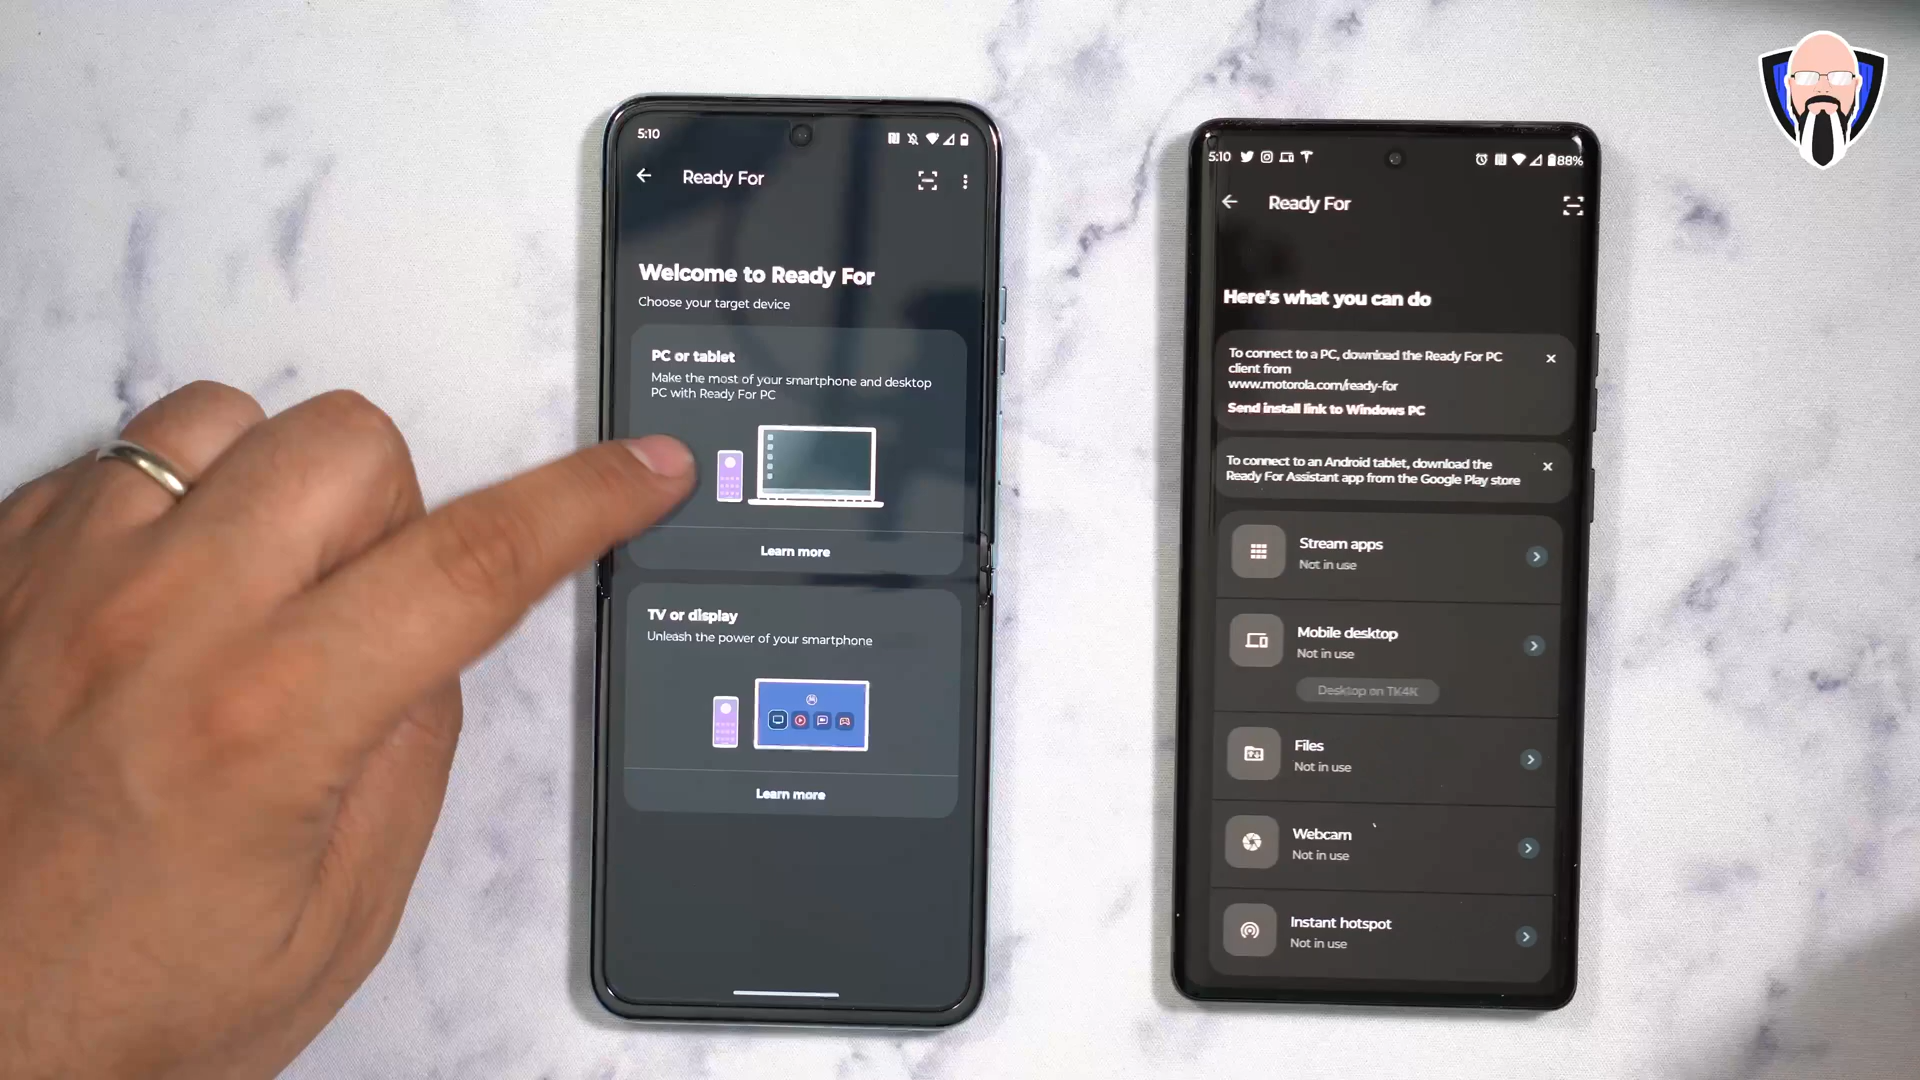 5:10
Ready For
Welcome to Ready For
Choose your target device
PC or tablet
Make the most of your smartphone and desktop
PC with Ready For PC
Learn more
TV or display
Unleash the power of your smartphone
Learn more
5:10
88%
Ready For
Here's what you can do
To connect to a PC, download the Ready For PC
client from
www.motorola.com/ready-for
Send install link to Windows PC
To connect to an Android tablet, download the
Ready For Assistant app from the Google Play store
Stream apps
Not in use
Mobile desktop
Not in use
Desktop on TK4K
Files
Not in use
Webcam
Not in use
Instant hotspot
Not in use